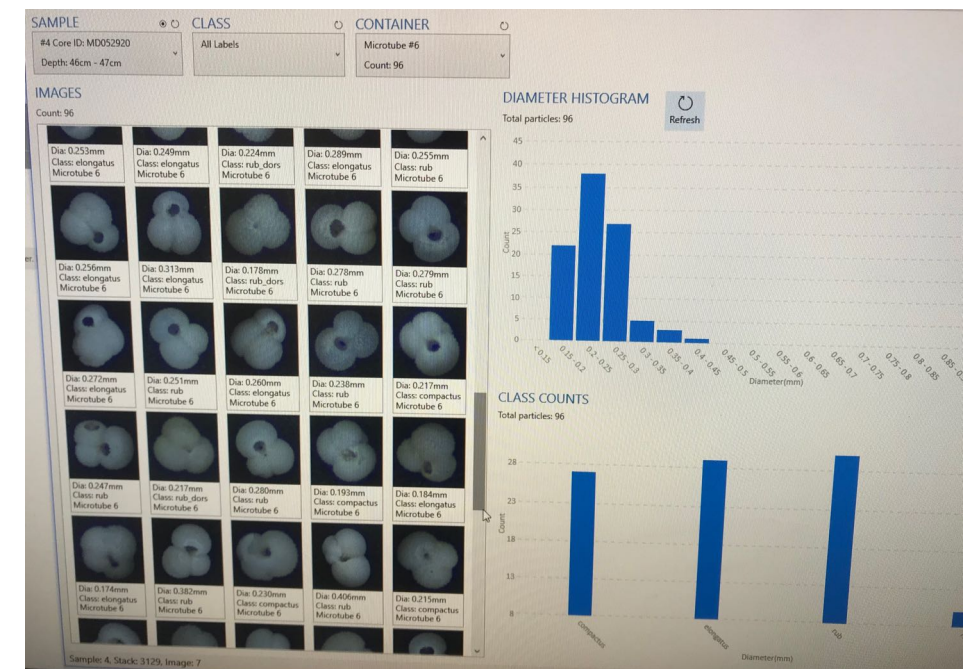 SAMPLE
CLASS
CONTAINER
#4 Core ID: MD052920
Depth: 46cm - 47cm
All Labels
Microtube #6
Count: 96
IMAGES
Count: 96
Dia: 0.253mm
Class: elongatus
Microtube 6
Dia: 0.249mm
Class: elongatus
Microtube 6
Dia: 0.224mm
Class: rub_dors
Microtube 6
Dia: 0.289mm
Class: elongatus
Microtube 6
Dia: 0.255mm
Class: rub
Microtube 6
Dia: 0.256mm
Class: elongatus
Microtube 6
Dia: 0.313mm
Class: elongatus
Microtube 6
Dia: 0.178mm
Class: rub_dors
Microtube 6
Dia: 0.278mm
Class: rub
Microtube 6
Dia: 0.279mm
Class: rub
Microtube 6
Dia: 0.272mm
Class: elongatus
Microtube 6
Dia: 0.251mm
Class: rub
Microtube 6
Dia: 0.260mm
Class: elongatus
Microtube 6
Dia: 0.238mm
Class: rub
Microtube 6
Dia: 0.217mm
Class: compactus
Microtube 6
Dia: 0.247mm
Class: rub
Microtube 6
Dia: 0.217mm
Class: rub_dors
Microtube 6
Dia: 0.280mm
Class: rub
Microtube 6
Dia: 0.193mm
Class: compactus
Microtube 6
Dia: 0.184mm
Class: elongatus
Microtube 6
Dia: 0.174mm
Class: elongatus
Microtube 6
Dia: 0.382mm
Class: rub
Microtube 6
Dia: 0.230mm
Class: compactus
Microtube 6
Dia: 0.406mm
Class: rub
Microtube 6
Dia: 0.215mm
Class: compactus
Microtube 6
Sample: 4, Stack: 3129, Image: 7
DIAMETER HISTOGRAM
Refresh
Total particles: 96
45
40
35
30
25
20
15
10
5
0
Count
< 0.15
0.15 - 0.2
0.2 - 0.25
0.25 - 0.3
0.3 - 0.35
0.35 - 0.4
0.4 - 0.45
0.45 - 0.5
0.5 - 0.55
0.55 - 0.6
0.6 - 0.65
0.65 - 0.7
0.7 - 0.75
0.75 - 0.8
0.8 - 0.85
Diameter(mm)
CLASS COUNTS
Total particles: 96
28
23
18
13
8
Count
compactus
elongatus
rub
Diameter(mm)